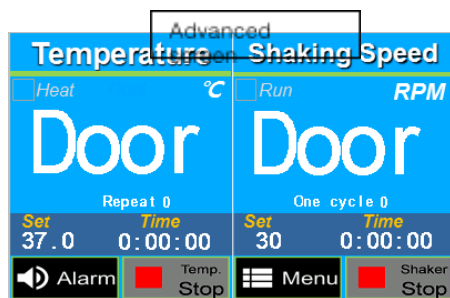 Advanced
Screen
Temperature
Shaking Speed
Heat
℃
Run
RPM
Door
Door
Repeat 0
One cycle 0
Set
Time
Set
Time
37.0
0:00:00
30
0:00:00
Alarm
Temp.
Stop
Menu
Shaker
Stop